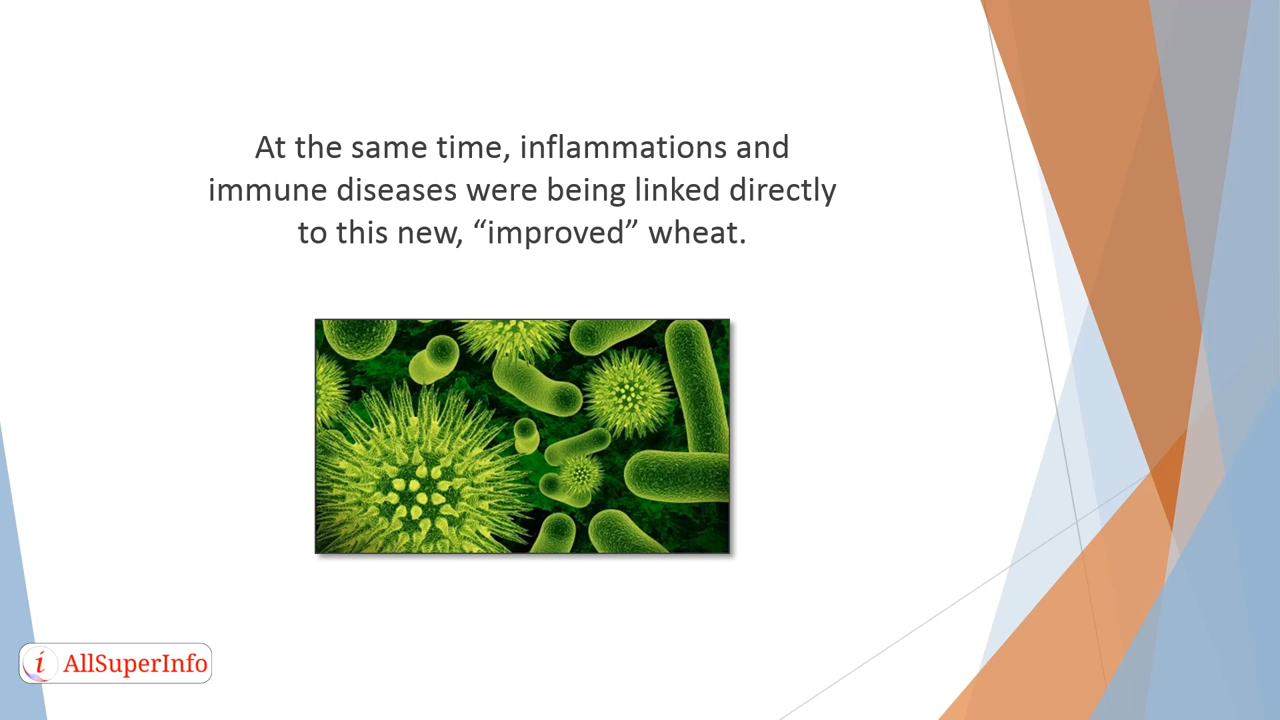 At the same time, inflammations and
immune diseases were being linked directly
to this new, “improved” wheat.
i AllSuperInfo